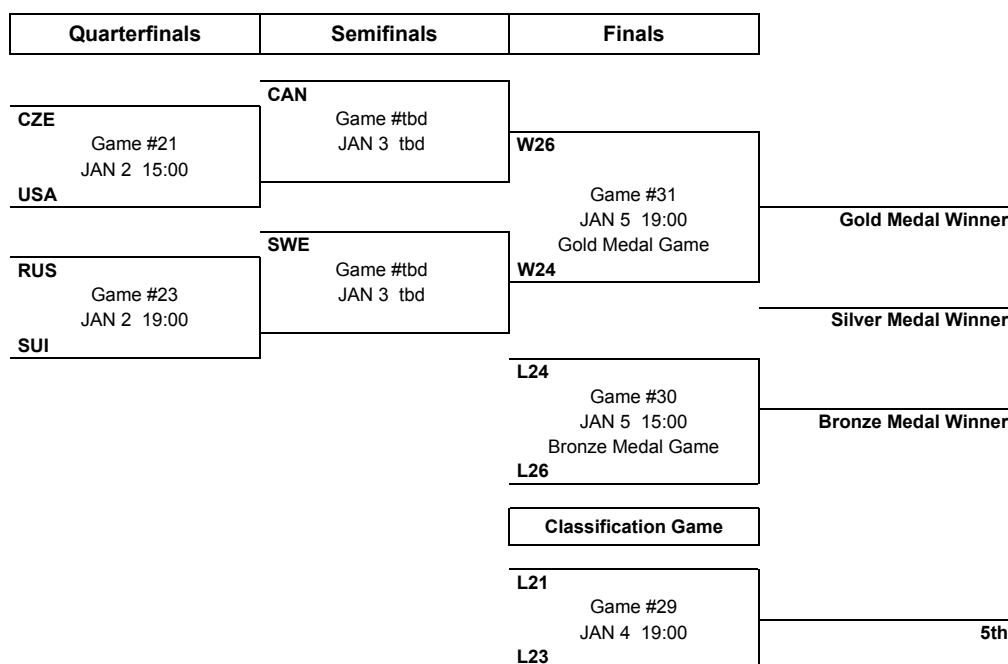 Quarterfinals
Semifinals
Finals
CAN
Game #tbd
JAN 3 tbd
CZE
Game #21
JAN 2 15:00
USA
W26
Game #31
JAN 5 19:00
Gold Medal Game
W24
Gold Medal Winner
SWE
Game #tbd
JAN 3 tbd
RUS
Game #23
JAN 2 19:00
SUI
Silver Medal Winner
L24
Game #30
JAN 5 15:00
Bronze Medal Game
L26
Bronze Medal Winner
Classification Game
L21
Game #29
JAN 4 19:00
L23
5th